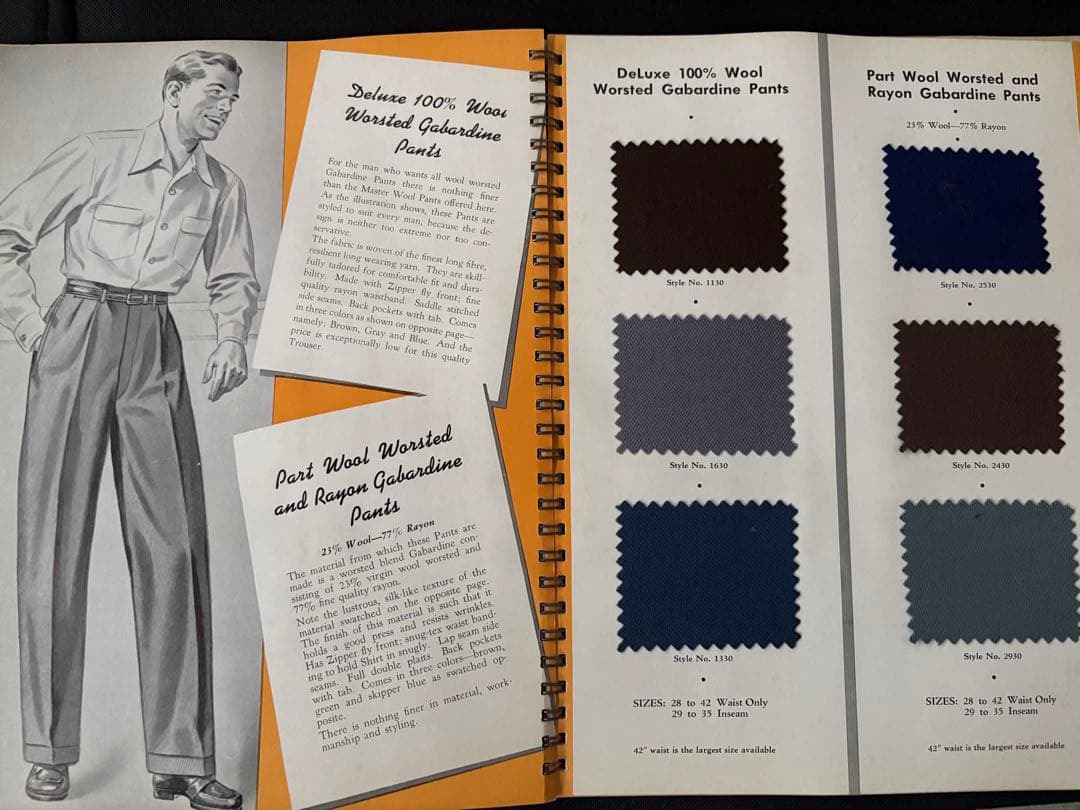 Deluxe 100% Wool
Worsted Gabardine
Pants
For the man who wants all wool worsted
Gabardine Pants there is nothing finer
than the Master Wool Pants offered here.
As the illustration shows, these Pants are
styled to suit every man, because the de-
sign is neither too extreme nor too con-
servative.
The fabric is woven of the finest long fibre,
resilient long wearing yarn. They are skill-
fully tailored for comfortable fit and dura-
bility. Made with Zipper fly front; fine
quality rayon waistband. Saddle stitched
side seams. Back pockets with tab. Comes
in three colors as shown on opposite page—
namely: Brown, Gray and Blue. And the
price is exceptionally low for this quality
Trouser.
Part Wool Worsted
and Rayon Gabardine
Pants
23% Wool—77% Rayon
The material from which these Pants are
made is a worsted blend Gabardine con-
sisting of 23% virgin wool worsted and
77% fine quality rayon.
Note the lustrous, silk-like texture of the
material swatched on the opposite page.
The finish of this material is such that it
holds a good press and resists wrinkles.
Has Zipper fly front; snug-tex waist band-
ing to hold Shirt in snugly. Lap seam side
seams. Full double plaits. Back pockets
with tab. Comes in three colors—brown,
green and skipper blue as swatched op-
posite.
There is nothing finer in material, work-
manship and styling.
DeLuxe 100% Wool
Worsted Gabardine Pants
Style No. 1130
Style No. 1630
Style No. 1330
SIZES: 28 to 42 Waist Only
29 to 35 Inseam
42" waist is the largest size available
Part Wool Worsted and
Rayon Gabardine Pants
23% Wool—77% Rayon
Style No. 2530
Style No. 2430
Style No. 2930
SIZES: 28 to 42 Waist Only
29 to 35 Inseam
42" waist is the largest size available